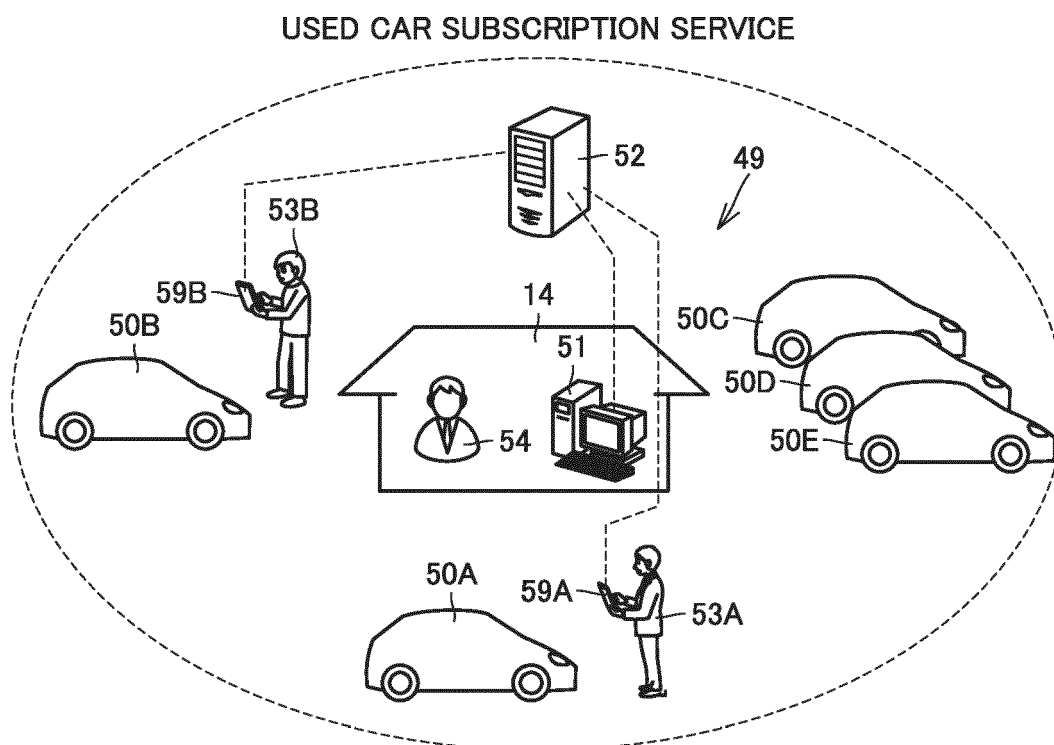 USED CAR SUBSCRIPTION SERVICE
52
49
53B
59B
14
50C
50B
51
50D
54
50E
50A
59A
53A